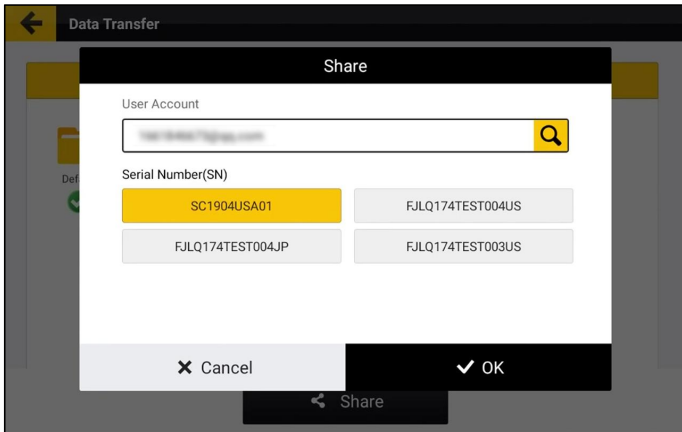 Data Transfer
Share
User Account
Serial Number(SN)
SC1904USA01
FJLQ174TEST004US
FJLQ174TEST004JP
FJLQ174TEST003US
Def
Cancel
OK
Share